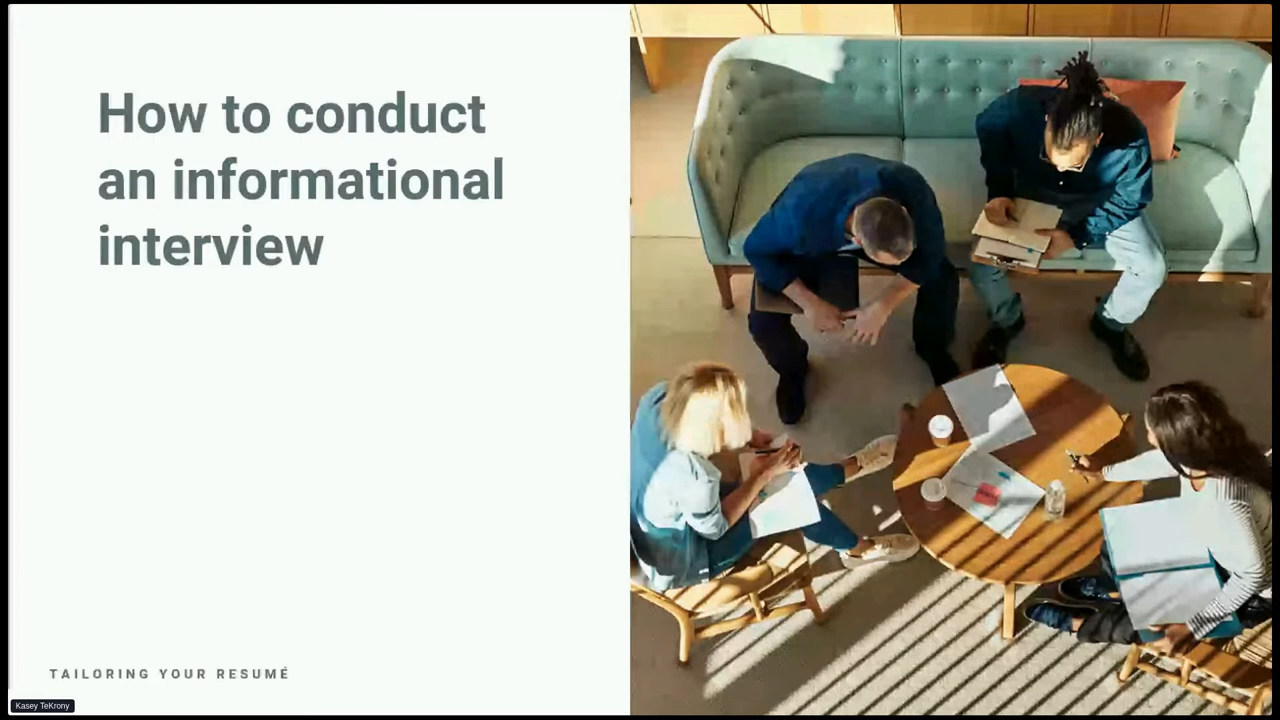 How to conduct
an informational
interview
TAILORING YOUR RESUMÉ
Kasey TeKrony